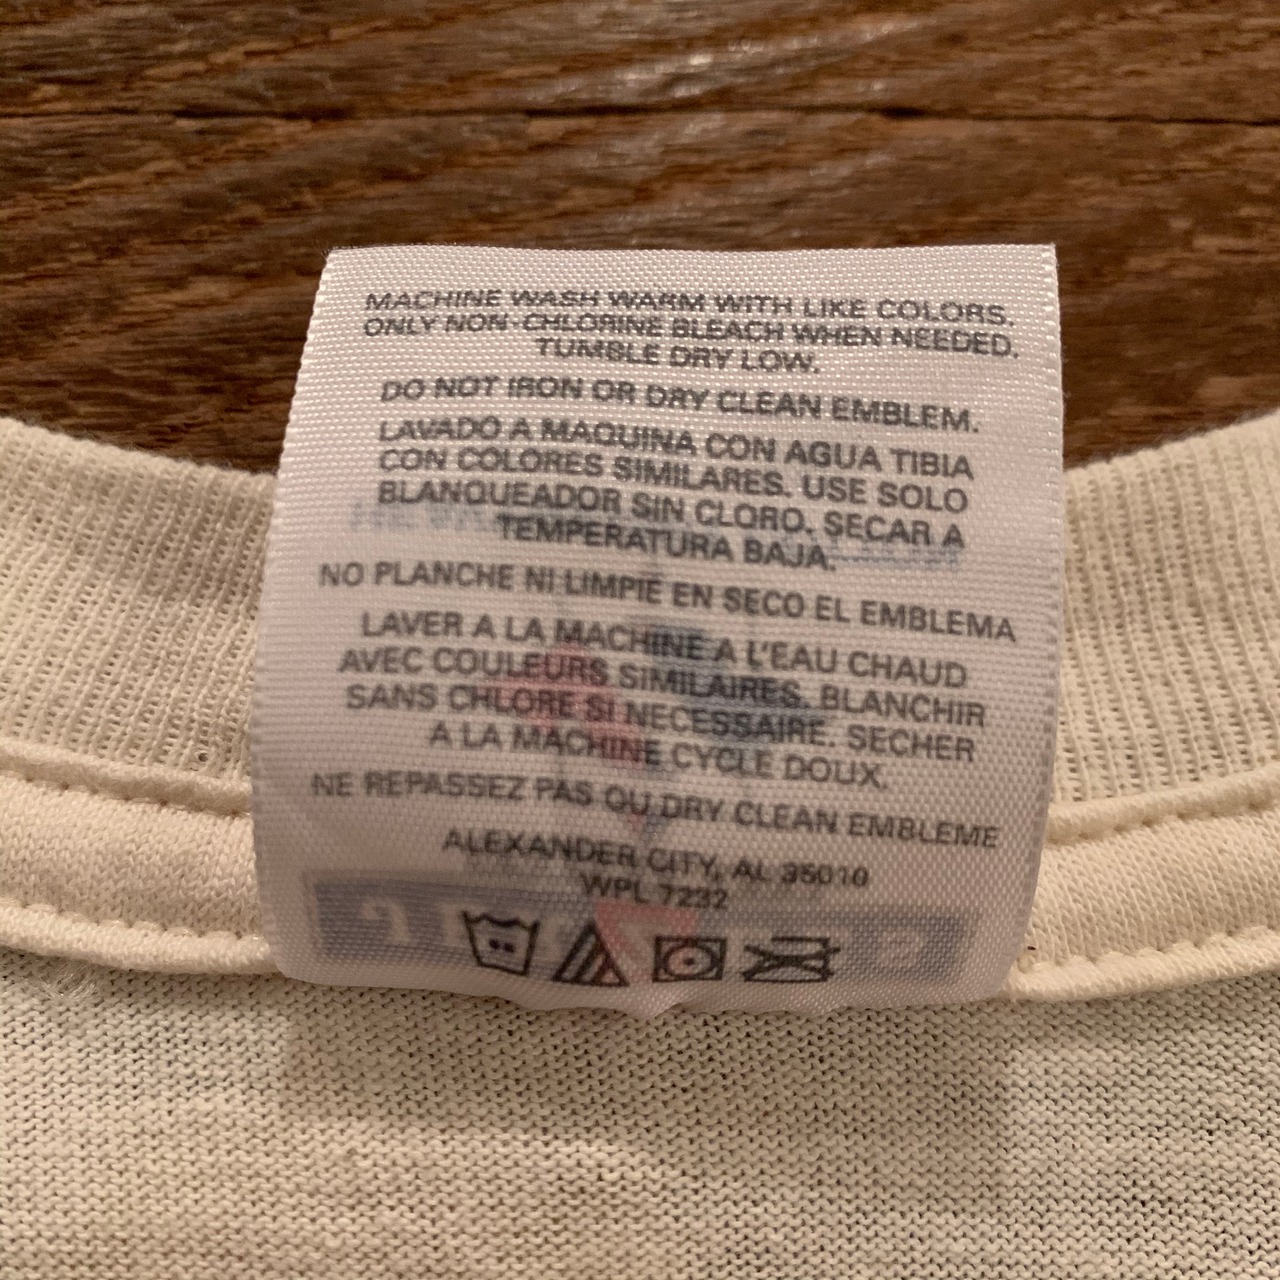 MACHINE WASH WARM WITH LIKE COLORS.
ONLY NON-CHLORINE BLEACH WHEN NEEDED.
TUMBLE DRY LOW.
DO NOT IRON OR DRY CLEAN EMBLEM.
LAVADO A MAQUINA CON AGUA TIBIA
CON COLORES SIMILARES. USE SOLO
BLANQUEADOR SIN CLORO. SECAR A
TEMPERATURA BAJA.
NO PLANCHE NI LIMPIE EN SECO EL EMBLEMA
LAVER A LA MACHINE A L'EAU CHAUD
AVEC COULEURS SIMILAIRES. BLANCHIR
SANS CHLORE SI NECESSAIRE. SECHER
A LA MACHINE CYCLE DOUX.
NE REPASSEZ PAS OU DRY CLEAN EMBLEME
ALEXANDER CITY, AL 35010
WPL 7232